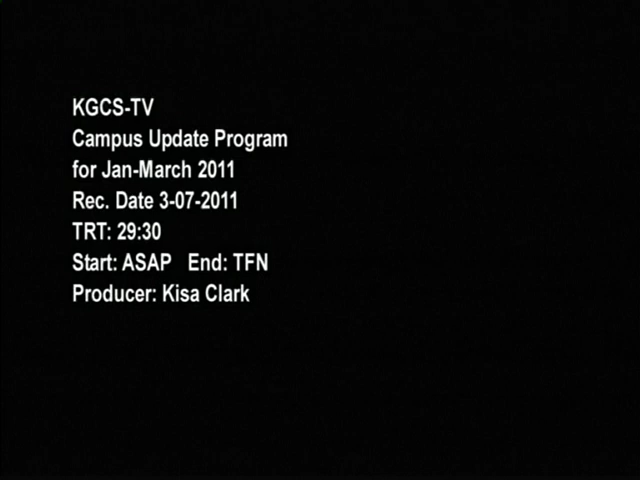 KGCS-TV
Campus Update Program
for Jan-March 2011
Rec. Date 3-07-2011
TRT: 29:30
Start: ASAP   End: TFN
Producer: Kisa Clark